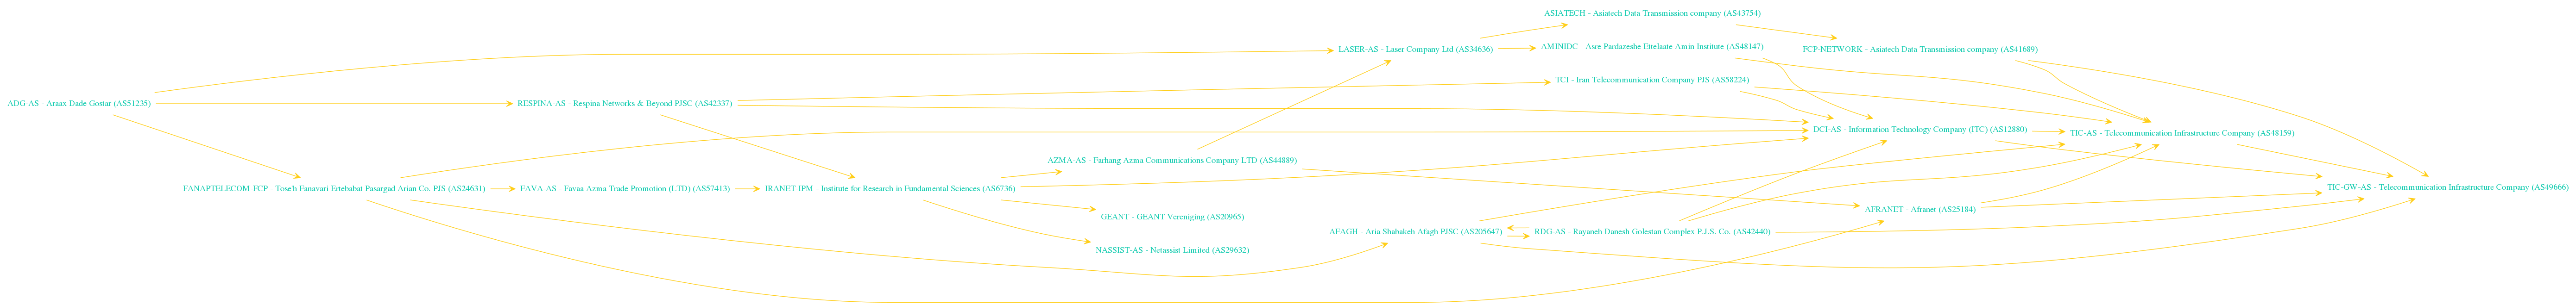 ASIATECH - Asiatech Data Transmission company (AS43754)
LASER-AS - Laser Company Ltd (AS34636)
AMINIDC - Asre Pardazeshe Ettelaate Amin Institute (AS48147)
FCP-NETWORK - Asiatech Data Transmission company (AS41689)
TCI - Iran Telecommunication Company PJS (AS58224)
ADG-AS - Araax Dade Gostar (AS51235)
RESPINA-AS - Respina Networks & Beyond PJSC (AS42337)
DCI-AS - Information Technology Company (ITC) (AS12880)
TIC-AS - Telecommunication Infrastructure Company (AS48159)
AZMA-AS - Farhang Azma Communications Company LTD (AS44889)
FANAPTELECOM-FCP - Tose'h Fanavari Ertebabat Pasargad Arian Co. PJS (AS24631)
FAVA-AS - Favaa Azma Trade Promotion (LTD) (AS57413)
IRANET-IPM - Institute for Research in Fundamental Sciences (AS6736)
TIC-GW-AS - Telecommunication Infrastructure Company (AS49666)
GEANT - GEANT Vereniging (AS20965)
AFRANET - Afranet (AS25184)
AFAGH - Aria Shabakeh Afagh PJSC (AS205647)
RDG-AS - Rayaneh Danesh Golestan Complex P.J.S. Co. (AS42440)
NASSIST-AS - Netassist Limited (AS29632)